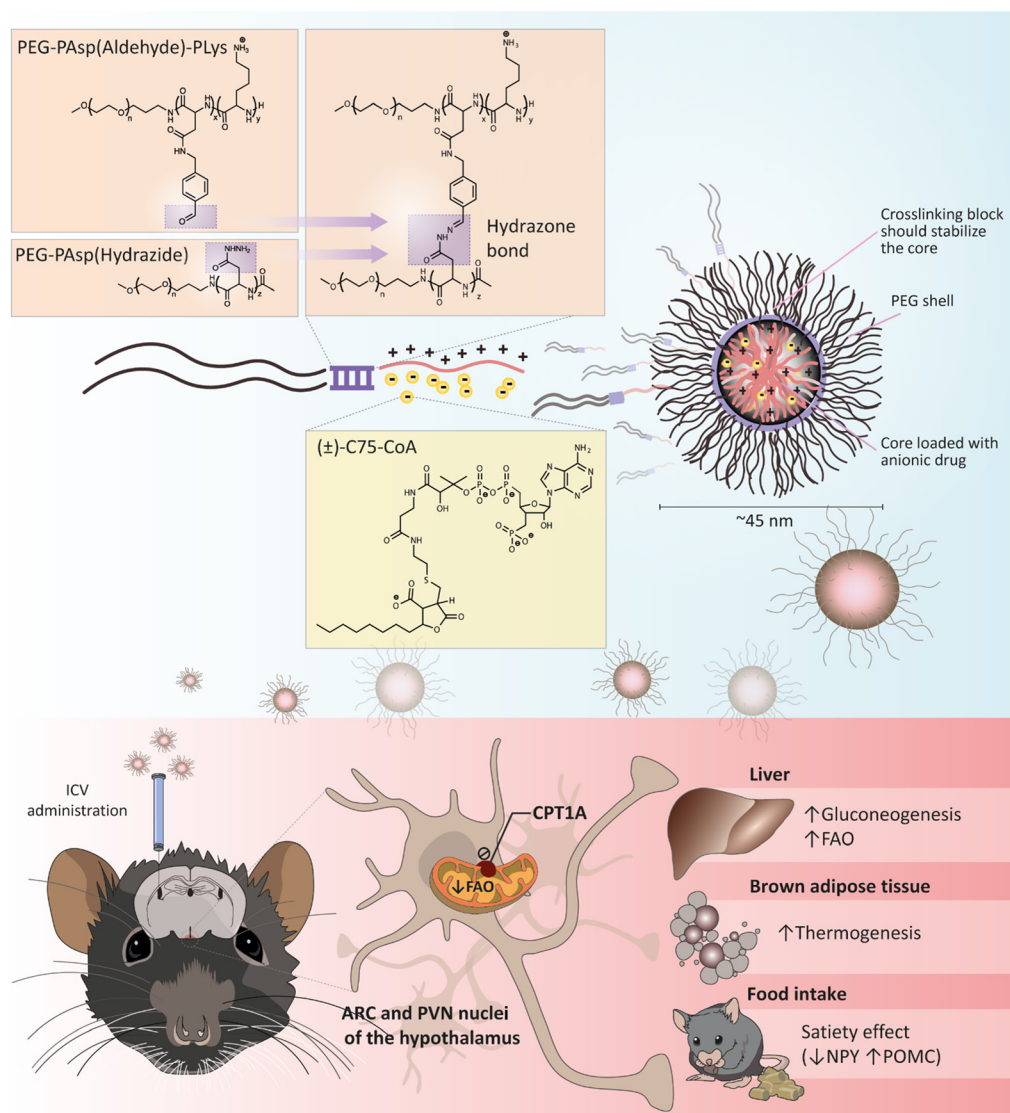 PEG-PAsp(Aldehyde)-PLys
PEG-PAsp(Hydrazide)
Hydrazone
bond
Crosslinking block
should stabilize
the core
PEG shell
Core loaded with
anionic drug
~45 nm
(±)-C75-CoA
ICV
administration
CPT1A
↓FAO
ARC and PVN nuclei
of the hypothalamus
Liver
↑Gluconeogenesis
↑FAO
Brown adipose tissue
↑Thermogenesis
Food intake
Satiety effect
(↓NPY ↑POMC)